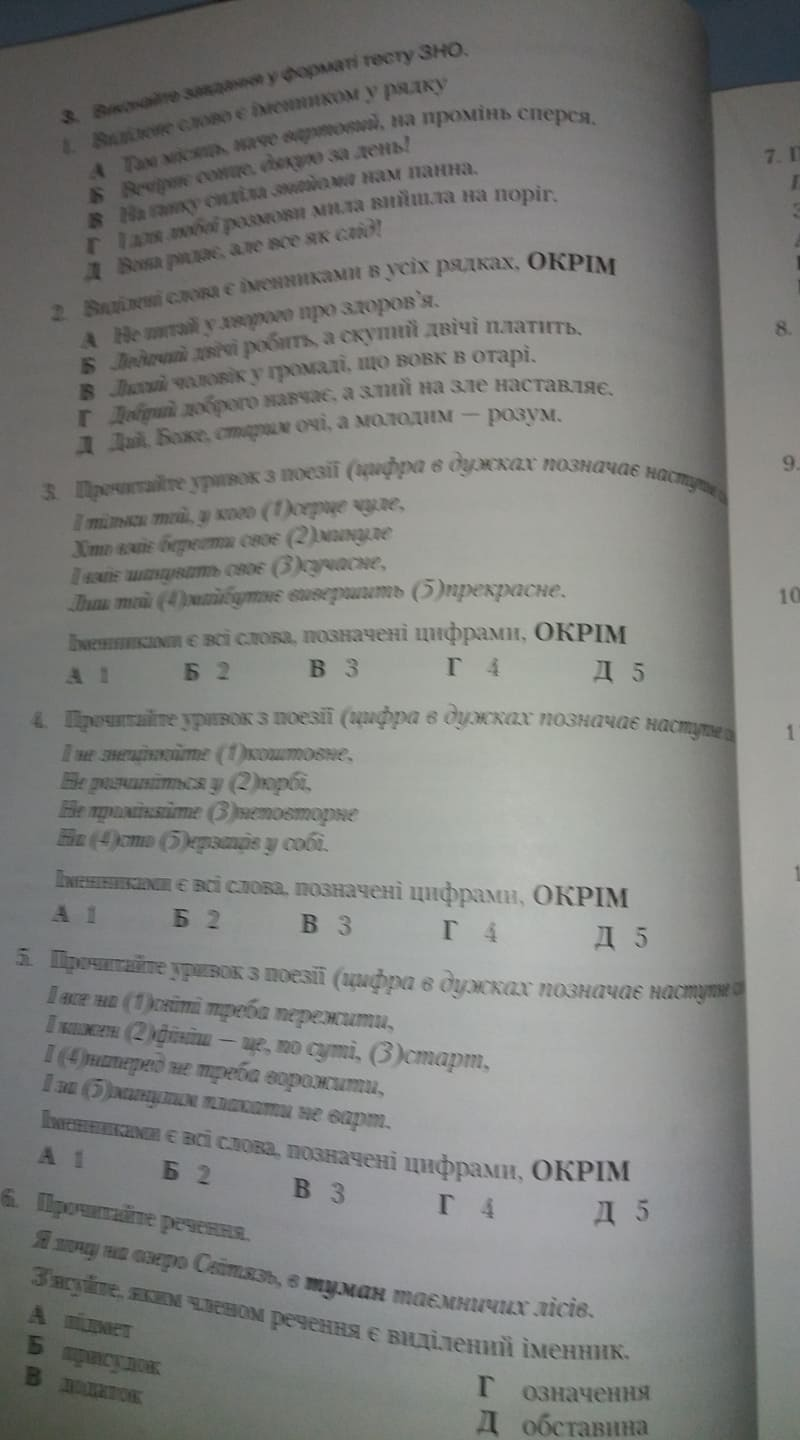 3. Виконайте завдання у форматі тесту ЗНО.
1. Виділене слово є іменником у рядку
А Там місяць, наче вартовий, на промінь сперся.
Б Вечірнє сонце, дякую за день!
В На ганку сиділа знайома нам панна.
Г І для любої розмови мила вийшла на поріг.
Д Вона ридає, але все як слід!
2. Виділені слова є іменниками в усіх рядках, ОКРІМ
А Не питай у хворого про здоров'я.
Б Ледачий двічі робить, а скупий двічі платить.
В Лихий чоловік у громаді, що вовк в отарі.
Г Добрий доброго навчає, а злий на зле наставляє.
Д Дай, Боже, старим очі, а молодим — розум.
3. Прочитайте уривок з поезії (цифра в дужках позначає
І тільки той, у кого (1)серце чуле,
Хто вміє берегти своє (2)минуле
І вміє шанувать своє (3)сучасне,
Лиш той (4)майбутнє вивершить (5)прекрасне.
Іменниками є всі слова, позначені цифрами, ОКРІМ
А 1 Б 2 В 3 Г 4 Д 5
4. Прочитайте уривок з поезії (цифра в дужках позначає
І не знецінюйте (1)коштовне,
Не розчиніться у (2)юрбі,
Не проміняйте (3)неповторне
На (4)сто (5)ерзаців у собі.
Іменниками є всі слова, позначені цифрами, ОКРІМ
А 1 Б 2 В 3 Г 4 Д 5
5. Прочитайте уривок з поезії (цифра в дужках позначає
І все на (1)світі треба пережити,
І кожен (2)фініш — це, по суті, (3)старт,
І (4)наперед не треба ворожити,
І за (5)минулим плакати не варт.
Іменниками є всі слова, позначені цифрами, ОКРІМ
А 1 Б 2 В 3 Г 4 Д 5
6. Прочитайте речення.
Я хочу на озеро Світязь, в туман таємничих лісів.
З'ясуйте, яким членом речення є виділений іменник.
А підмет
Б присудок
В додаток
Г означення
Д обставина
7.
8.
9.
10